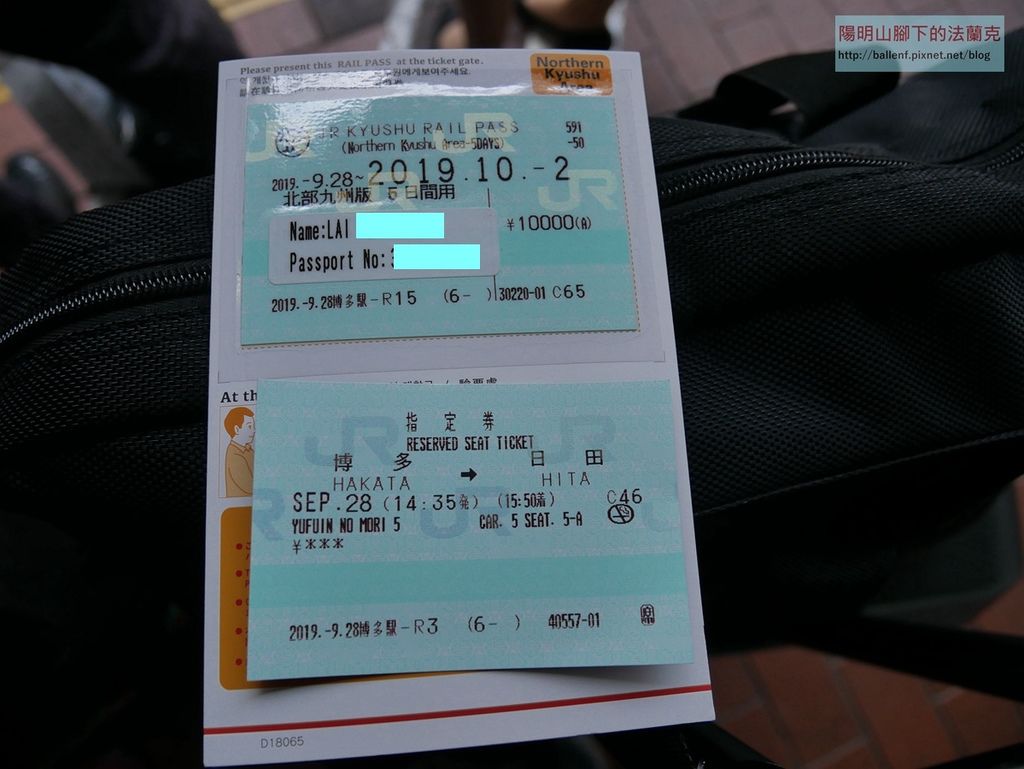 陽明山腳下的法蘭克
http://ballenf.pixnet.net/blog
Please present this RAIL PASS at the ticket gate.
Northern
Kyushu
Area
JR KYUSHU RAIL PASS
591
(Northern Kyushu Area-5DAYS)
-50
2019.-9.28~2019.10.-2
北部九州版 5日間用
Name:LAI
¥10000(A)
Passport No:3
2019.-9.28博多駅-R15 (6- ) 30220-01 C65
At th
指定券
RESERVED SEAT TICKET
博多 → 日田
HAKATA HITA
SEP.28 (14:35発) (15:50着) C46
YUFUIN NO MORI 5 CAR. 5 SEAT. 5-A
¥***
2019.-9.28博多駅-R3 (6- ) 40557-01
D18065